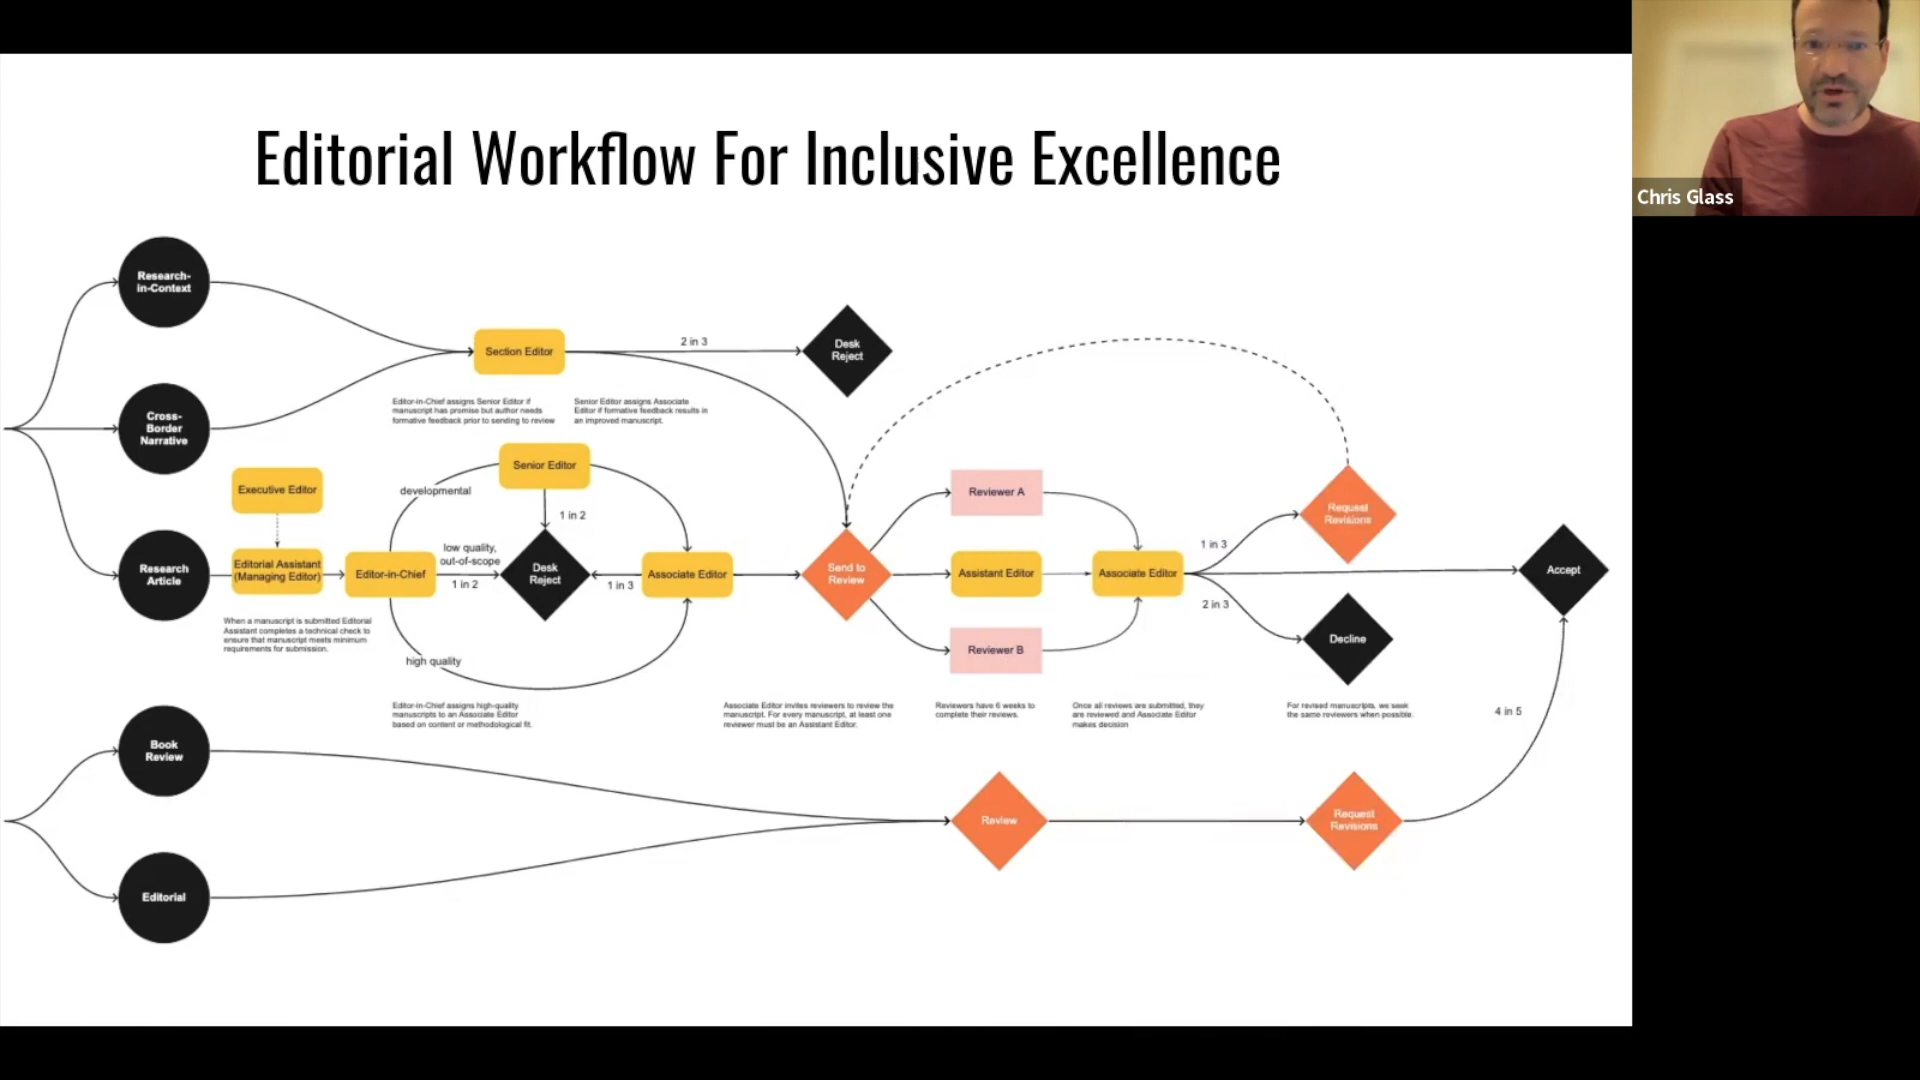 Editorial Workflow For Inclusive Excellence
Chris Glass
Research-
in-Context
Section Editor
2 in 3
Desk
Reject
Editor-in-Chief assigns Senior Editor if
manuscript has promise but author needs
formative feedback prior to sending to review
Senior Editor assigns Associate
Editor if formative feedback results in
an improved manuscript.
Cross-
Border
Narrative
Senior Editor
developmental
1 in 2
Executive Editor
Research
Article
Editorial Assistant
(Managing Editor)
Editor-in-Chief
low quality,
out-of-scope
1 in 2
Desk
Reject
1 in 3
Associate Editor
Send to
Review
Reviewer A
Assistant Editor
Reviewer B
Associate Editor
1 in 3
2 in 3
Request
Revisions
Accept
Decline
When a manuscript is submitted Editorial
Assistant completes a technical check to
ensure that manuscript meets minimum
requirements for submission.
high quality
Editor-in-Chief assigns high-quality
manuscripts to an Associate Editor
based on content or methodological fit.
Associate Editor invites reviewers to review the
manuscript. For every manuscript, at least one
reviewer must be an Assistant Editor.
Reviewers have 6 weeks to
complete their reviews.
Once all reviews are submitted, they
are reviewed and Associate Editor
makes decision
For revised manuscripts, we seek
the same reviewers when possible.
4 in 5
Book
Review
Review
Request
Revisions
Editorial